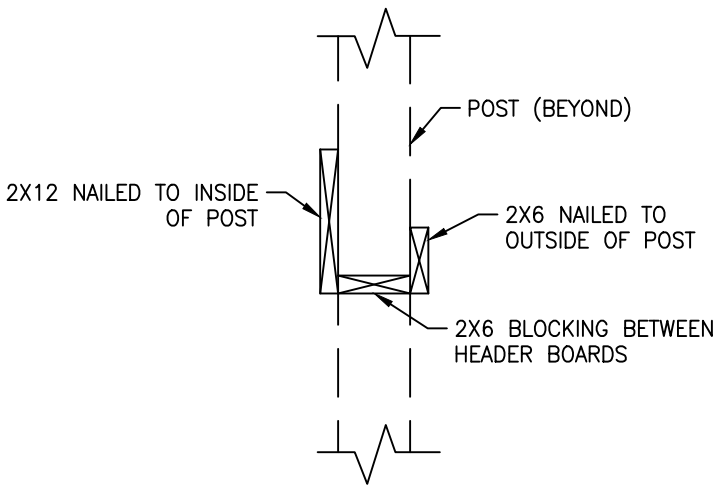 POST (BEYOND)
2X12 NAILED TO INSIDE
OF POST
2X6 NAILED TO
OUTSIDE OF POST
2X6 BLOCKING BETWEEN
HEADER BOARDS